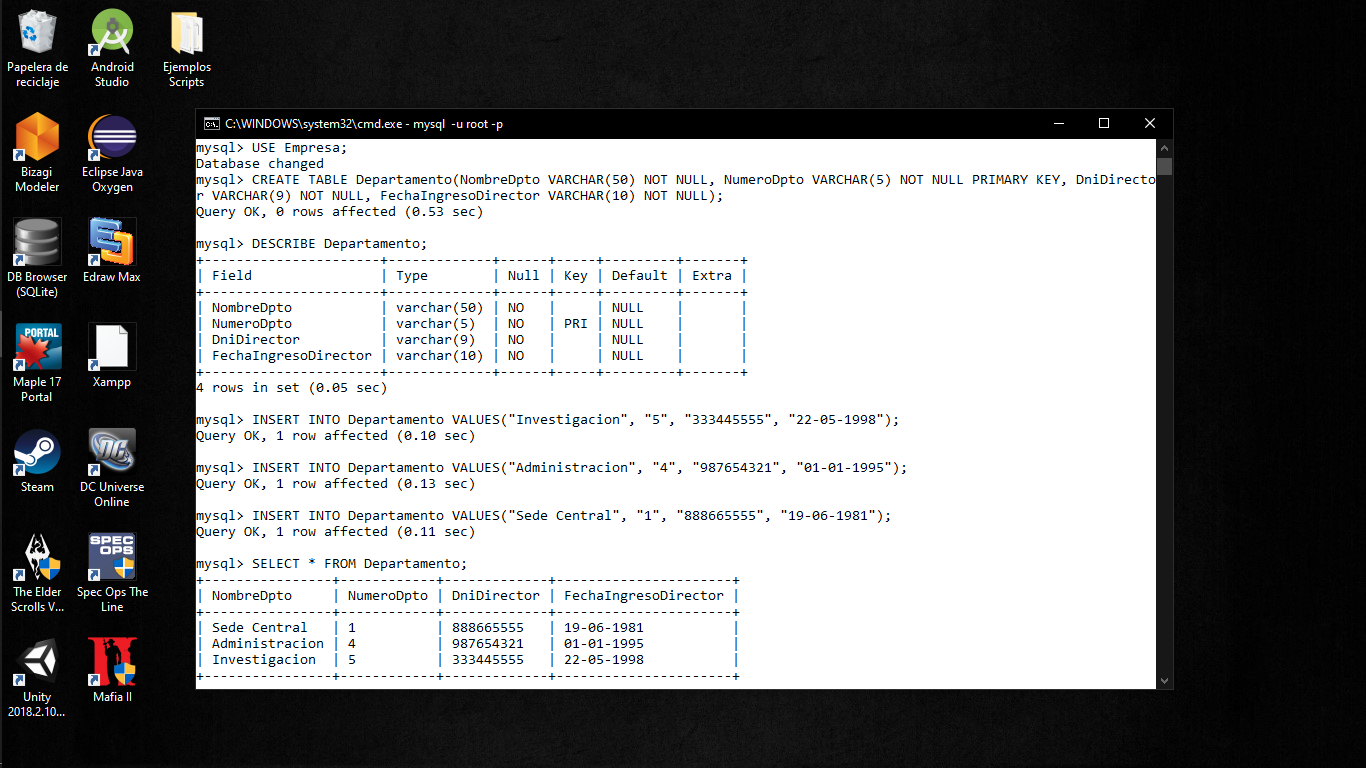 Papelera de
reciclaje
Android
Studio
Ejemplos
Scripts
Bizagi
Modeler
Eclipse Java
Oxygen
DB Browser
(SQLite)
Edraw Max
PORTAL
Maple 17
Portal
Xampp
Steam
DC Universe
Online
The Elder
Scrolls V...
SPEC
OPS
Spec Ops The
Line
Unity
2018.2.10...
Mafia II
C:\WINDOWS\system32\cmd.exe - mysql  -u root -p
mysql> USE Empresa;
Database changed
mysql> CREATE TABLE Departamento(NombreDpto VARCHAR(50) NOT NULL, NumeroDpto VARCHAR(5) NOT NULL PRIMARY KEY, DniDirecto
r VARCHAR(9) NOT NULL, FechaIngresoDirector VARCHAR(10) NOT NULL);
Query OK, 0 rows affected (0.53 sec)
mysql> DESCRIBE Departamento;
+----------------------+-------------+------+-----+---------+-------+
| Field                | Type        | Null | Key | Default | Extra |
+----------------------+-------------+------+-----+---------+-------+
| NombreDpto           | varchar(50) | NO   |     | NULL    |       |
| NumeroDpto           | varchar(5)  | NO   | PRI | NULL    |       |
| DniDirector          | varchar(9)  | NO   |     | NULL    |       |
| FechaIngresoDirector | varchar(10) | NO   |     | NULL    |       |
+----------------------+-------------+------+-----+---------+-------+
4 rows in set (0.05 sec)
mysql> INSERT INTO Departamento VALUES("Investigacion", "5", "333445555", "22-05-1998");
Query OK, 1 row affected (0.10 sec)
mysql> INSERT INTO Departamento VALUES("Administracion", "4", "987654321", "01-01-1995");
Query OK, 1 row affected (0.13 sec)
mysql> INSERT INTO Departamento VALUES("Sede Central", "1", "888665555", "19-06-1981");
Query OK, 1 row affected (0.11 sec)
mysql> SELECT * FROM Departamento;
+----------------+------------+-------------+----------------------+
| NombreDpto     | NumeroDpto | DniDirector | FechaIngresoDirector |
+----------------+------------+-------------+----------------------+
| Sede Central   | 1          | 888665555   | 19-06-1981           |
| Administracion | 4          | 987654321   | 01-01-1995           |
| Investigacion  | 5          | 333445555   | 22-05-1998           |
+----------------+------------+-------------+----------------------+